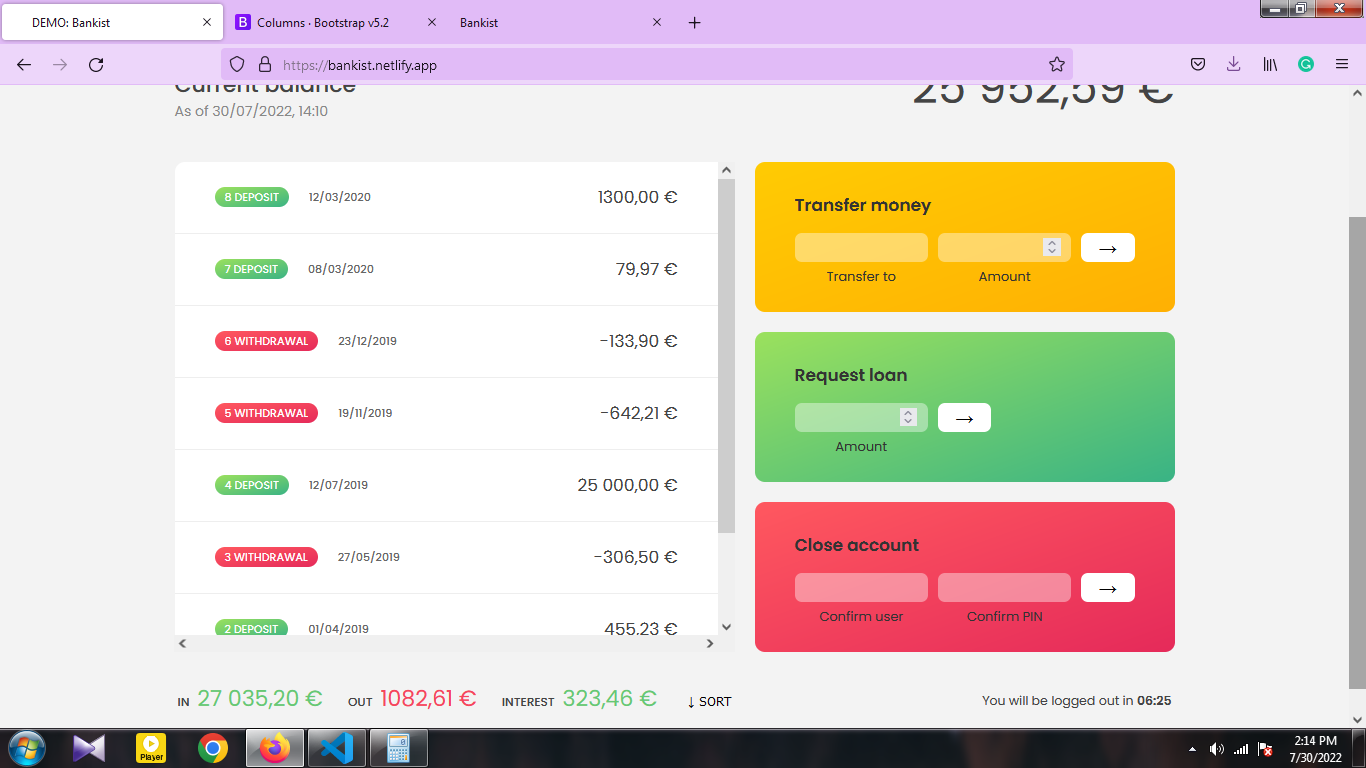 DEMO: Bankist
Columns · Bootstrap v5.2
Bankist
https://bankist.netlify.app
Current balance
25 952,59 €
As of 30/07/2022, 14:10
8 DEPOSIT 12/03/2020 1300,00 €
7 DEPOSIT 08/03/2020 79,97 €
6 WITHDRAWAL 23/12/2019 -133,90 €
5 WITHDRAWAL 19/11/2019 -642,21 €
4 DEPOSIT 12/07/2019 25 000,00 €
3 WITHDRAWAL 27/05/2019 -306,50 €
2 DEPOSIT 01/04/2019 455,23 €
Transfer money
→
Transfer to Amount
Request loan
→
Amount
Close account
→
Confirm user Confirm PIN
IN 27 035,20 € OUT 1082,61 € INTEREST 323,46 € ↓ SORT
You will be logged out in 06:25
Player
2:14 PM
7/30/2022